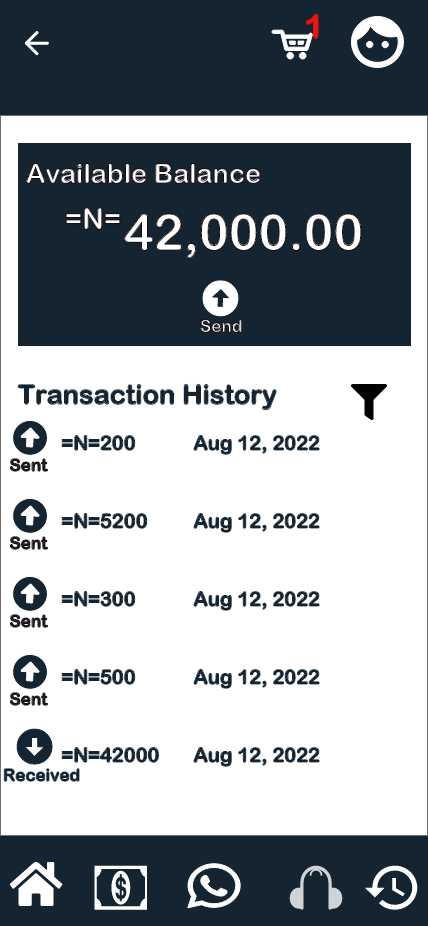 1
Available Balance
=N=42,000.00
Send
Transaction History
=N=200 Aug 12, 2022
Sent
=N=5200 Aug 12, 2022
Sent
=N=300 Aug 12, 2022
Sent
=N=500 Aug 12, 2022
Sent
=N=42000 Aug 12, 2022
Received
$